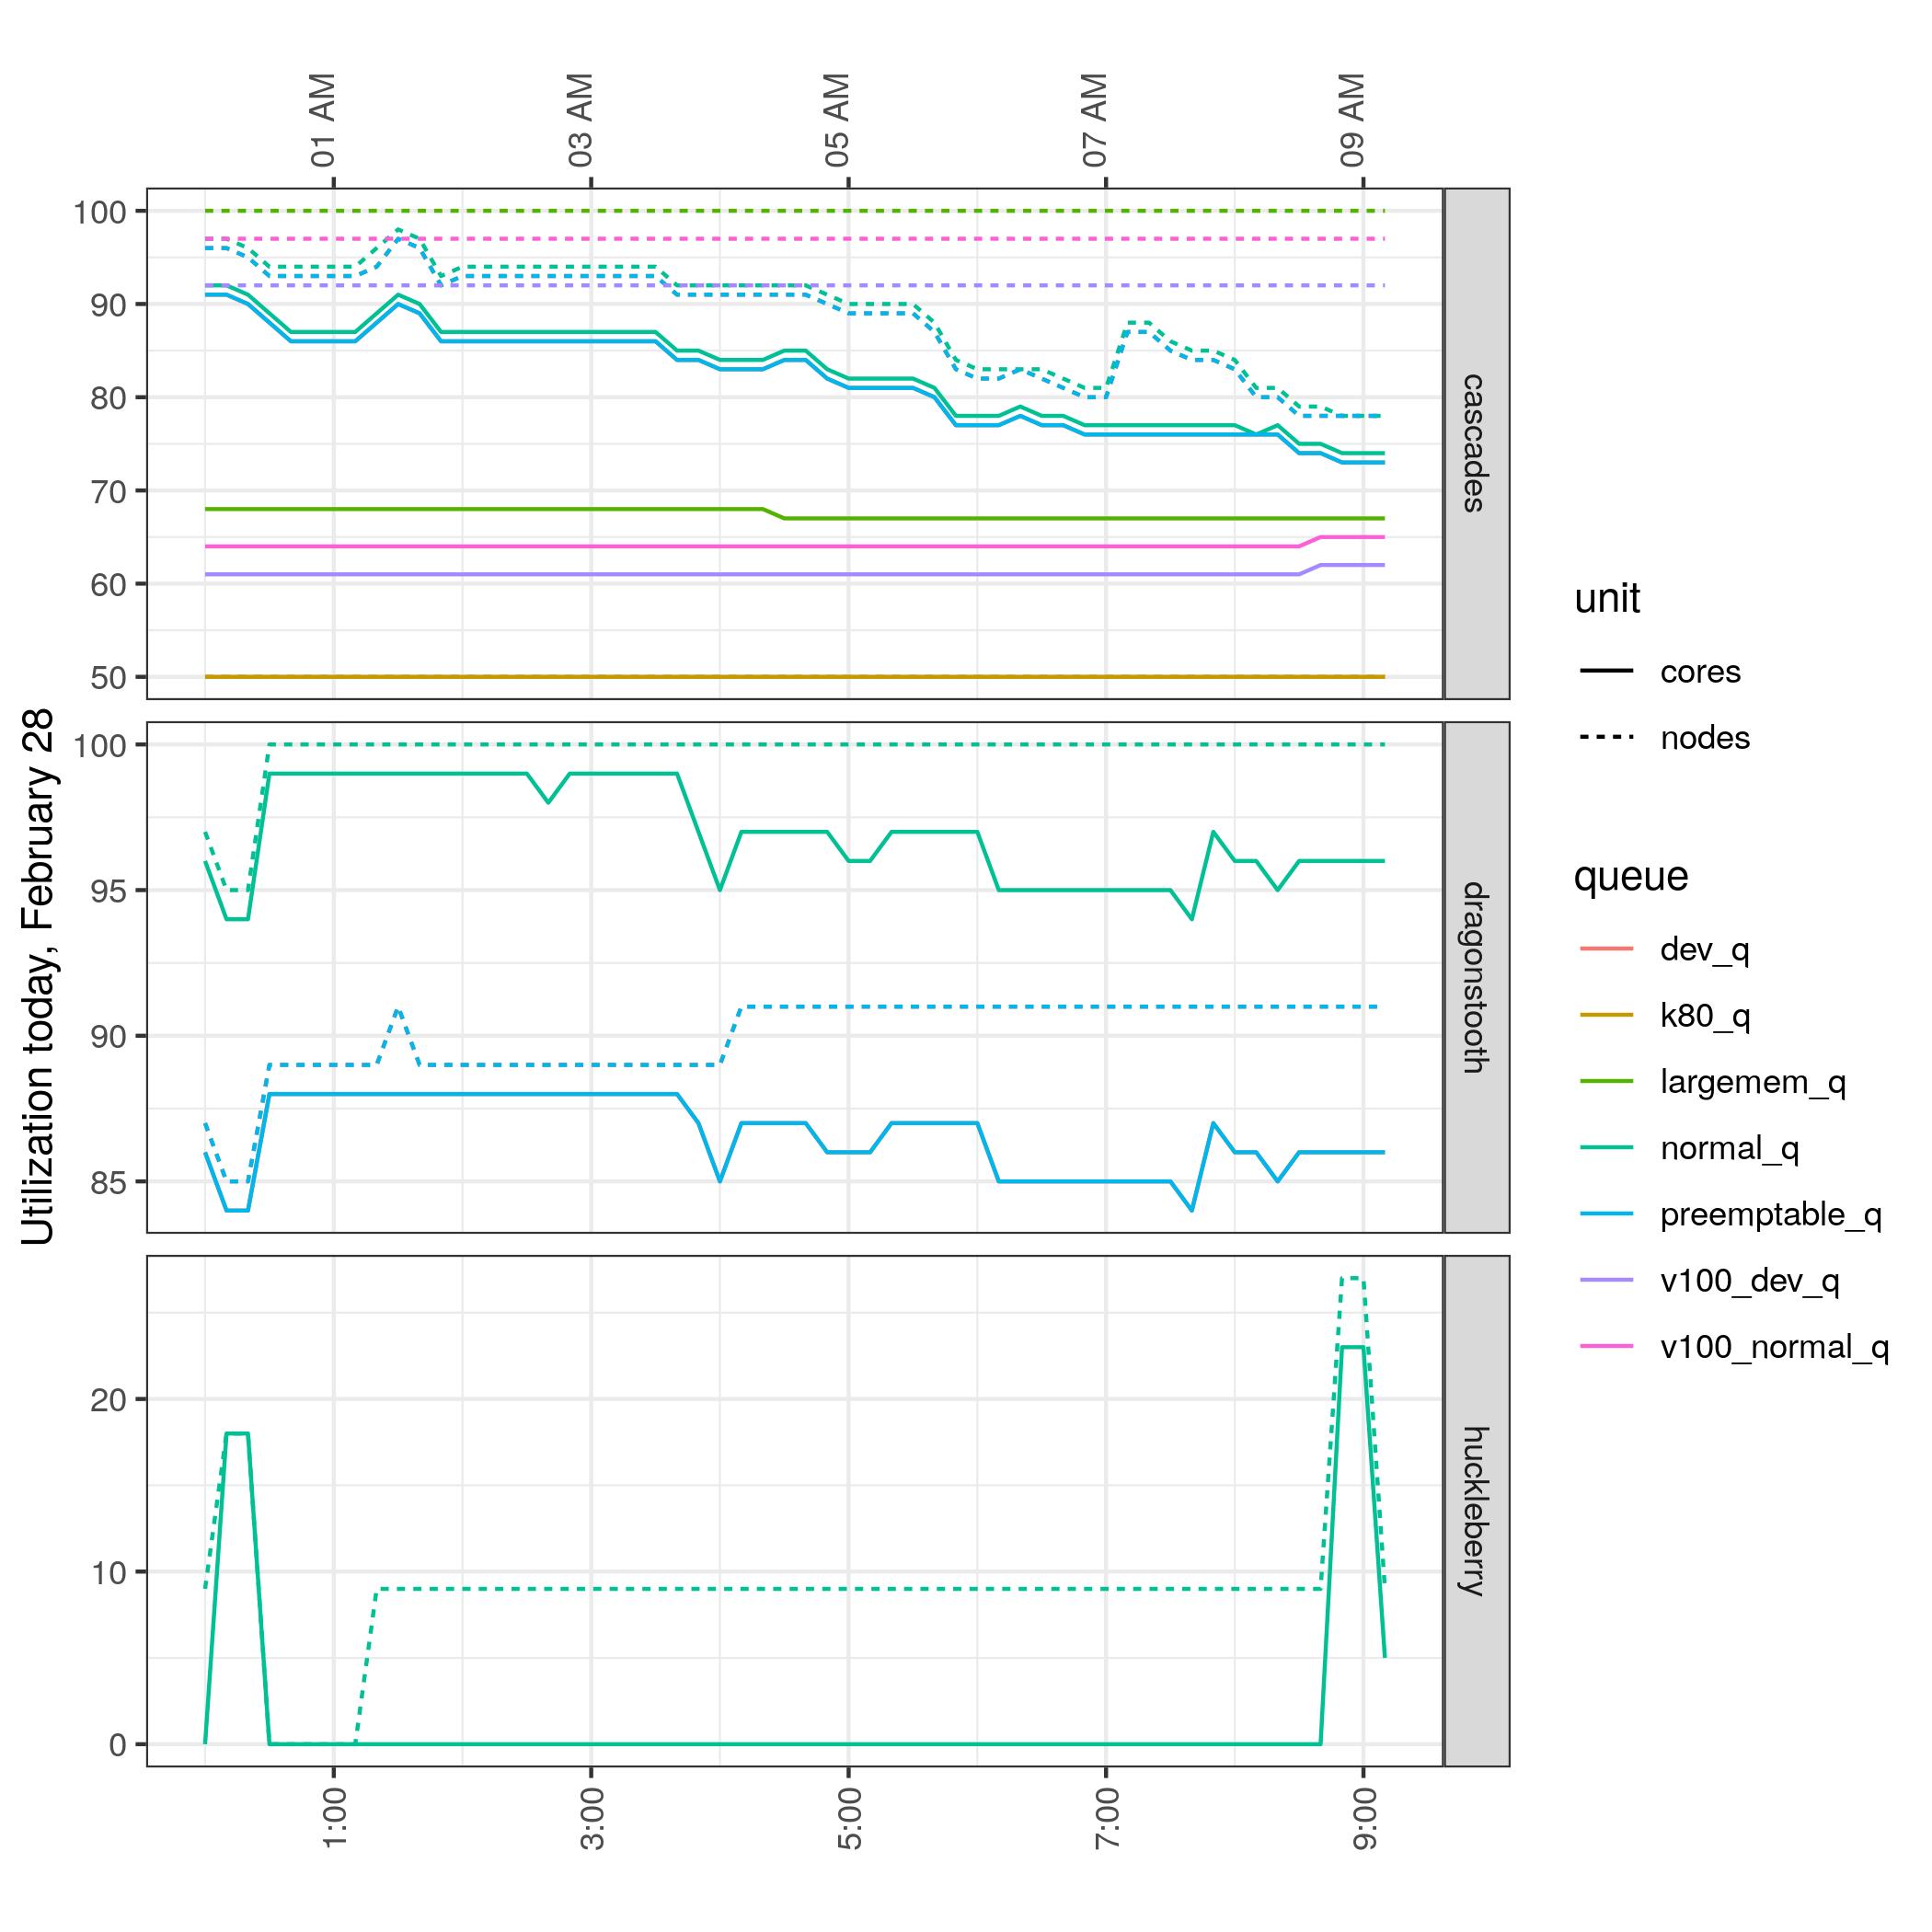 01 AM
03 AM
05 AM
07 AM
09 AM
Utilization today, February 28
100
90
80
70
60
50
cascades
100
95
90
85
dragonstooth
20
10
0
huckleberry
1:00
3:00
5:00
7:00
9:00
unit
cores
nodes
queue
dev_q
k80_q
largemem_q
normal_q
preemptable_q
v100_dev_q
v100_normal_q